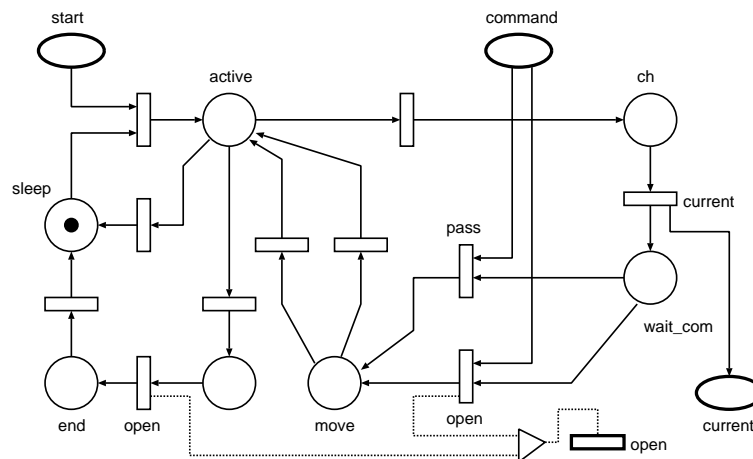 start
command
active
ch
sleep
current
pass
wait_com
end
open
move
open
open
current